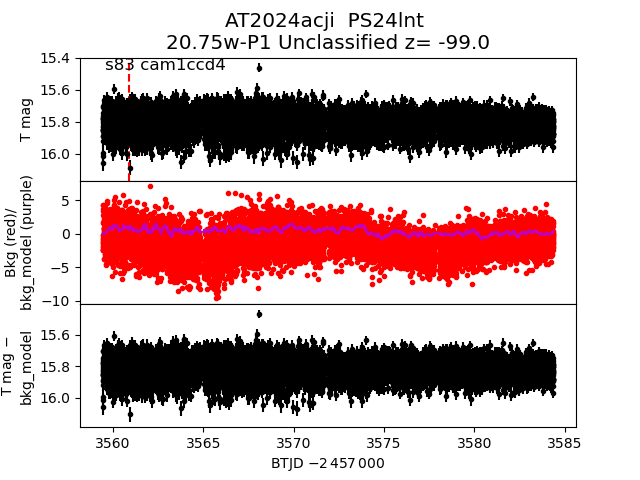 AT2024acji  PS24lnt
20.75w-P1 Unclassified z= -99.0
s83 cam1ccd4
T mag
15.4
15.6
15.8
16.0
Bkg (red)/
bkg_model (purple)
5
0
−5
−10
T mag −
bkg_model
15.6
15.8
16.0
3560
3565
3570
3575
3580
3585
BTJD −2 457 000